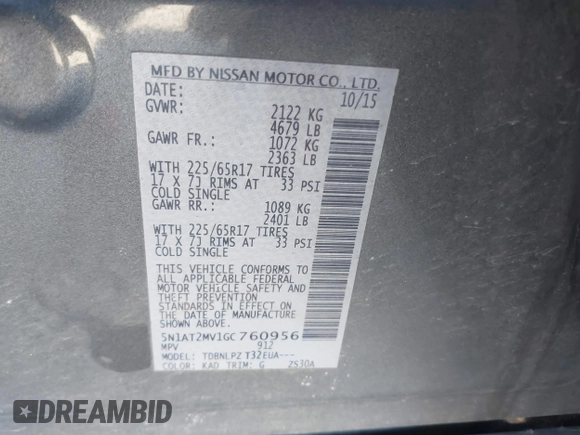 MFD BY NISSAN MOTOR CO., LTD.
DATE: 10/15
GVWR: 2122 KG
4679 LB
GAWR FR.: 1072 KG
2363 LB
WITH 225/65R17 TIRES
17 X 7J RIMS AT 33 PSI
COLD SINGLE
GAWR RR.: 1089 KG
2401 LB
WITH 225/65R17 TIRES
17 X 7J RIMS AT 33 PSI
COLD SINGLE
THIS VEHICLE CONFORMS TO
ALL APPLICABLE FEDERAL
MOTOR VEHICLE SAFETY AND
THEFT PREVENTION
STANDARDS IN EFFECT ON
THE DATE OF MANUFACTURE
SHOWN ABOVE.
5N1AT2MV1GC760956
MPV 912
MODEL: TDBNLPZ T32EUA---
COLOR: KAD TRIM: G 2S30A
DREAMBID